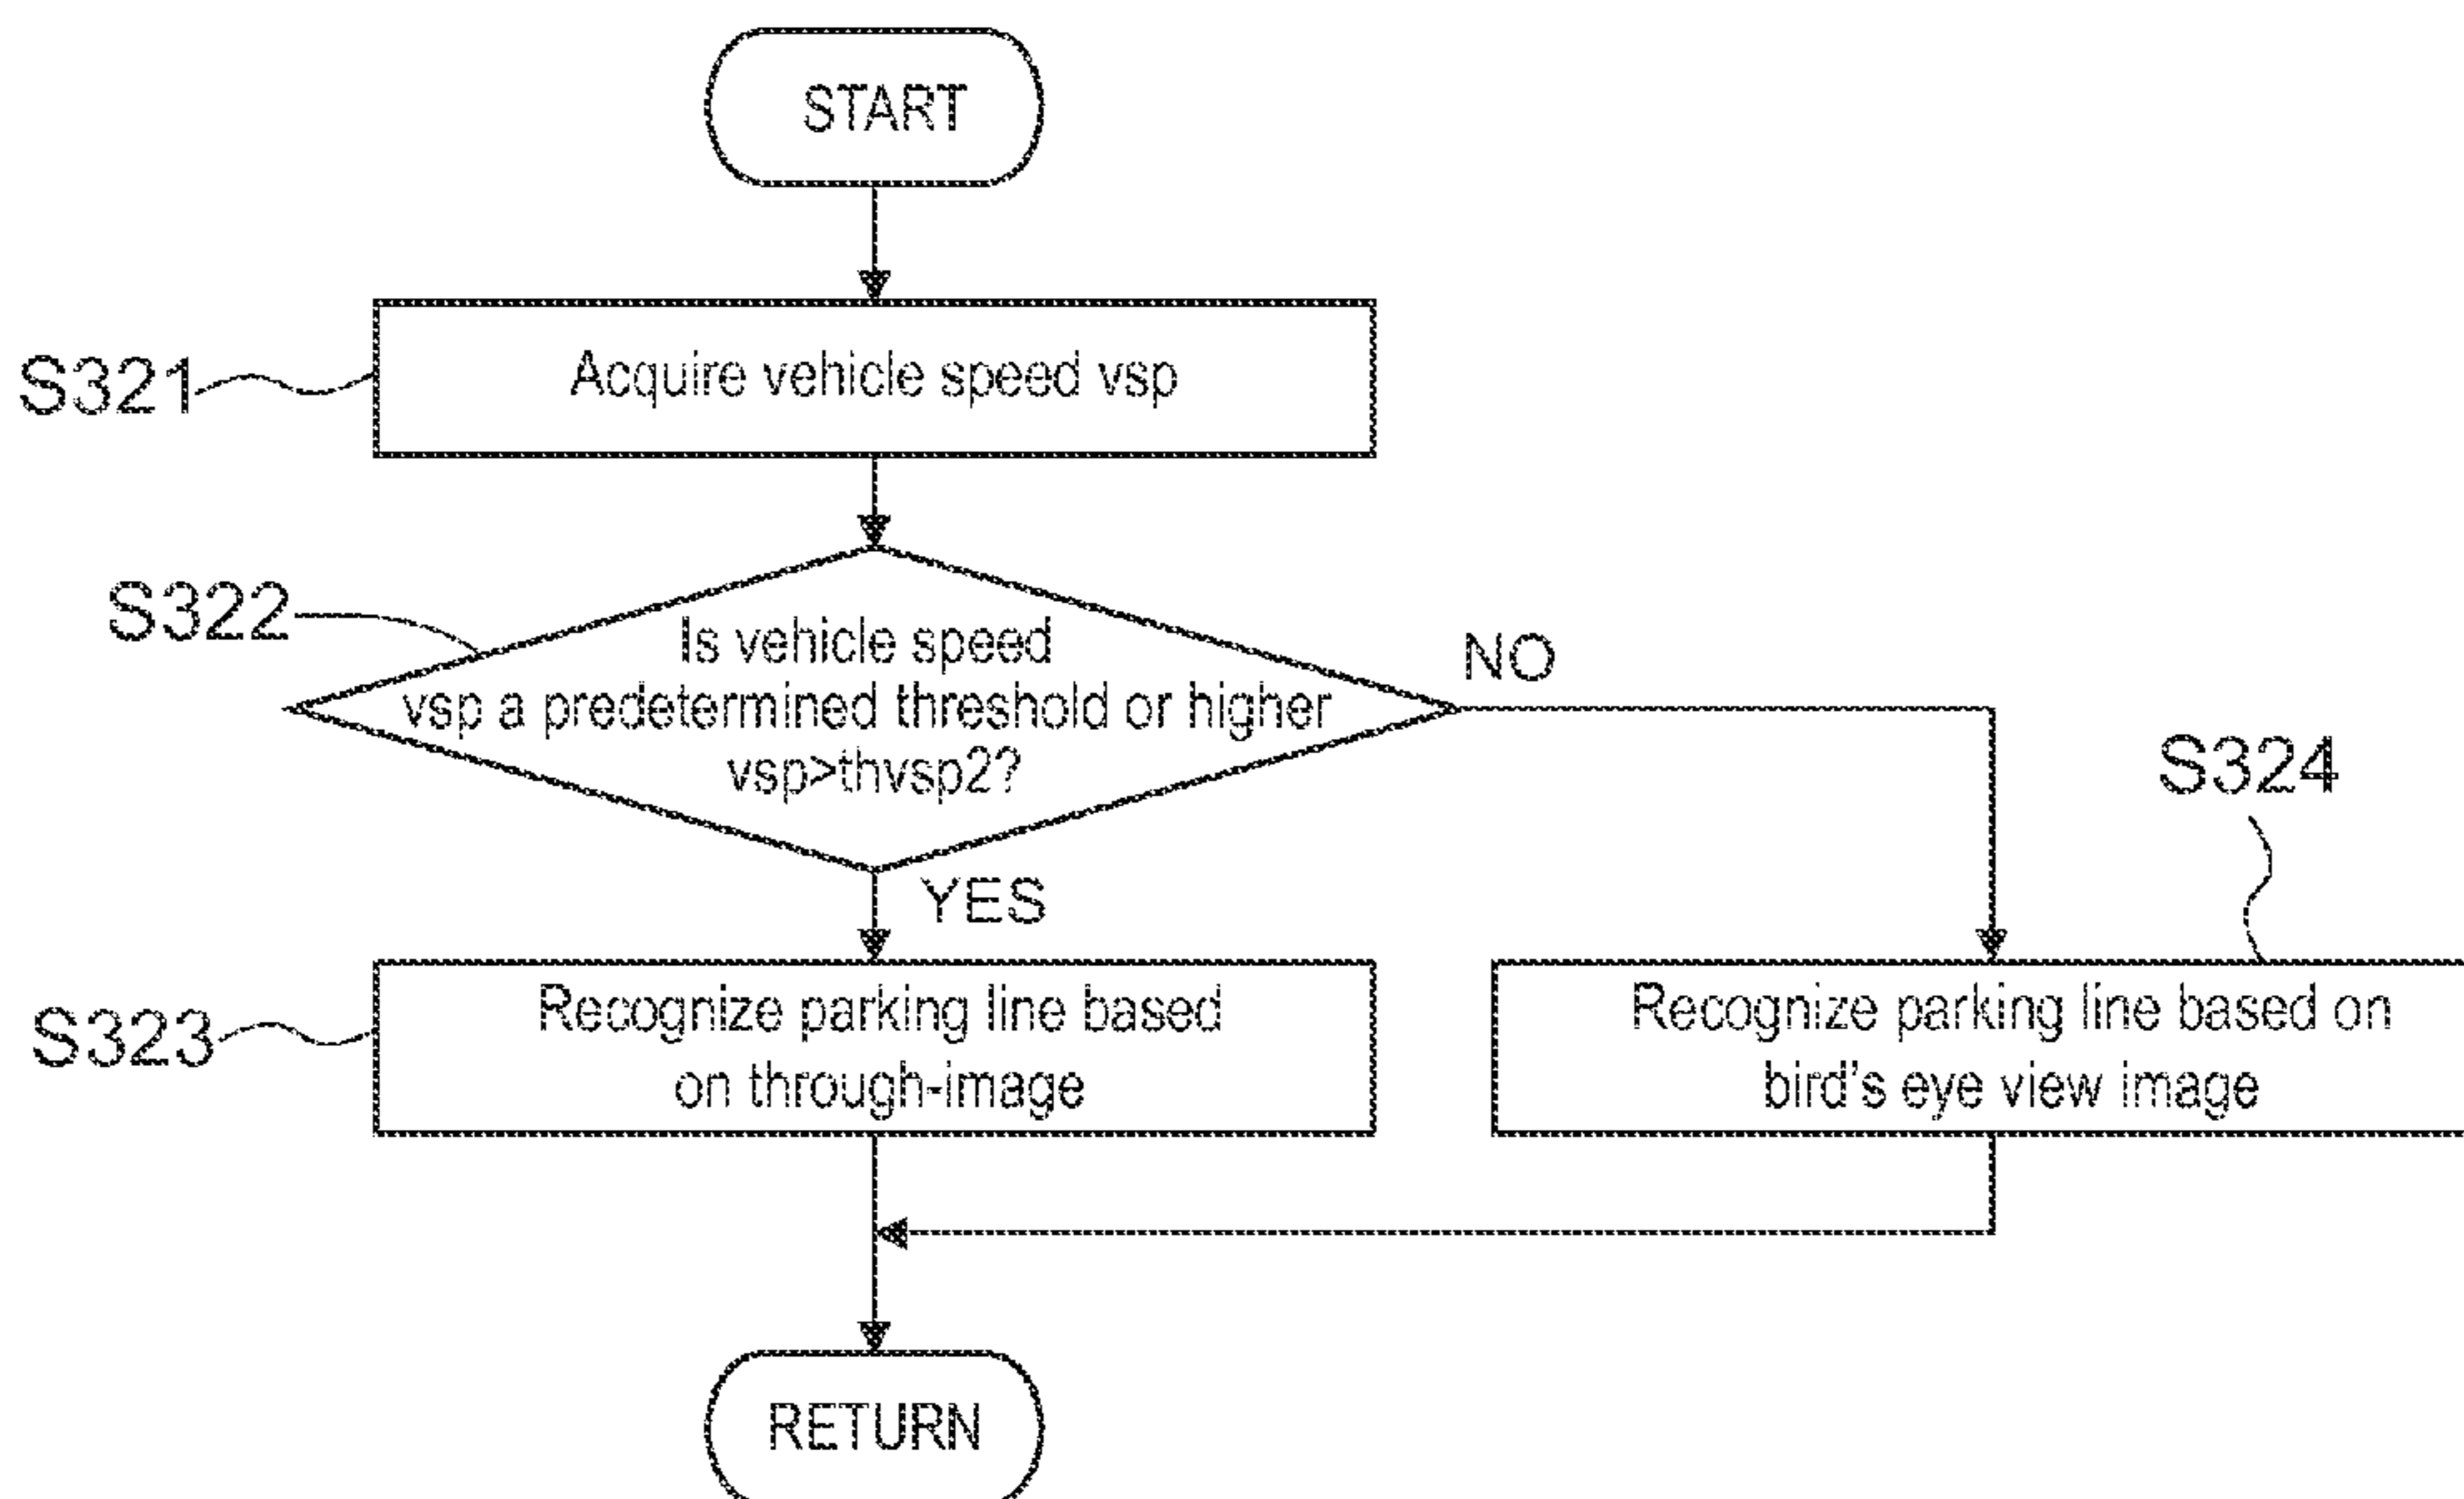 START
S321
Acquire vehicle speed vsp
S322
Is vehicle speed
vsp a predetermined threshold or higher
vsp>thvsp2?
NO
YES
S324
S323
Recognize parking line based
on through-image
Recognize parking line based on
bird's eye view image
RETURN